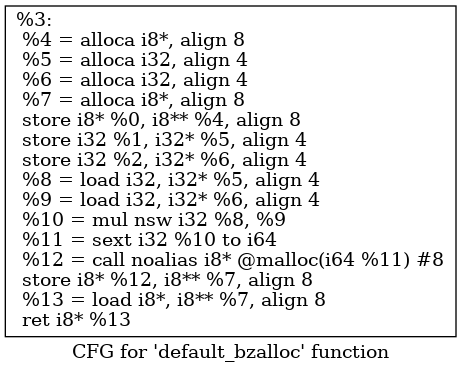 %3:
%4 = alloca i8*, align 8
%5 = alloca i32, align 4
%6 = alloca i32, align 4
%7 = alloca i8*, align 8
store i8* %0, i8** %4, align 8
store i32 %1, i32* %5, align 4
store i32 %2, i32* %6, align 4
%8 = load i32, i32* %5, align 4
%9 = load i32, i32* %6, align 4
%10 = mul nsw i32 %8, %9
%11 = sext i32 %10 to i64
%12 = call noalias i8* @malloc(i64 %11) #8
store i8* %12, i8** %7, align 8
%13 = load i8*, i8** %7, align 8
ret i8* %13
CFG for 'default_bzalloc' function